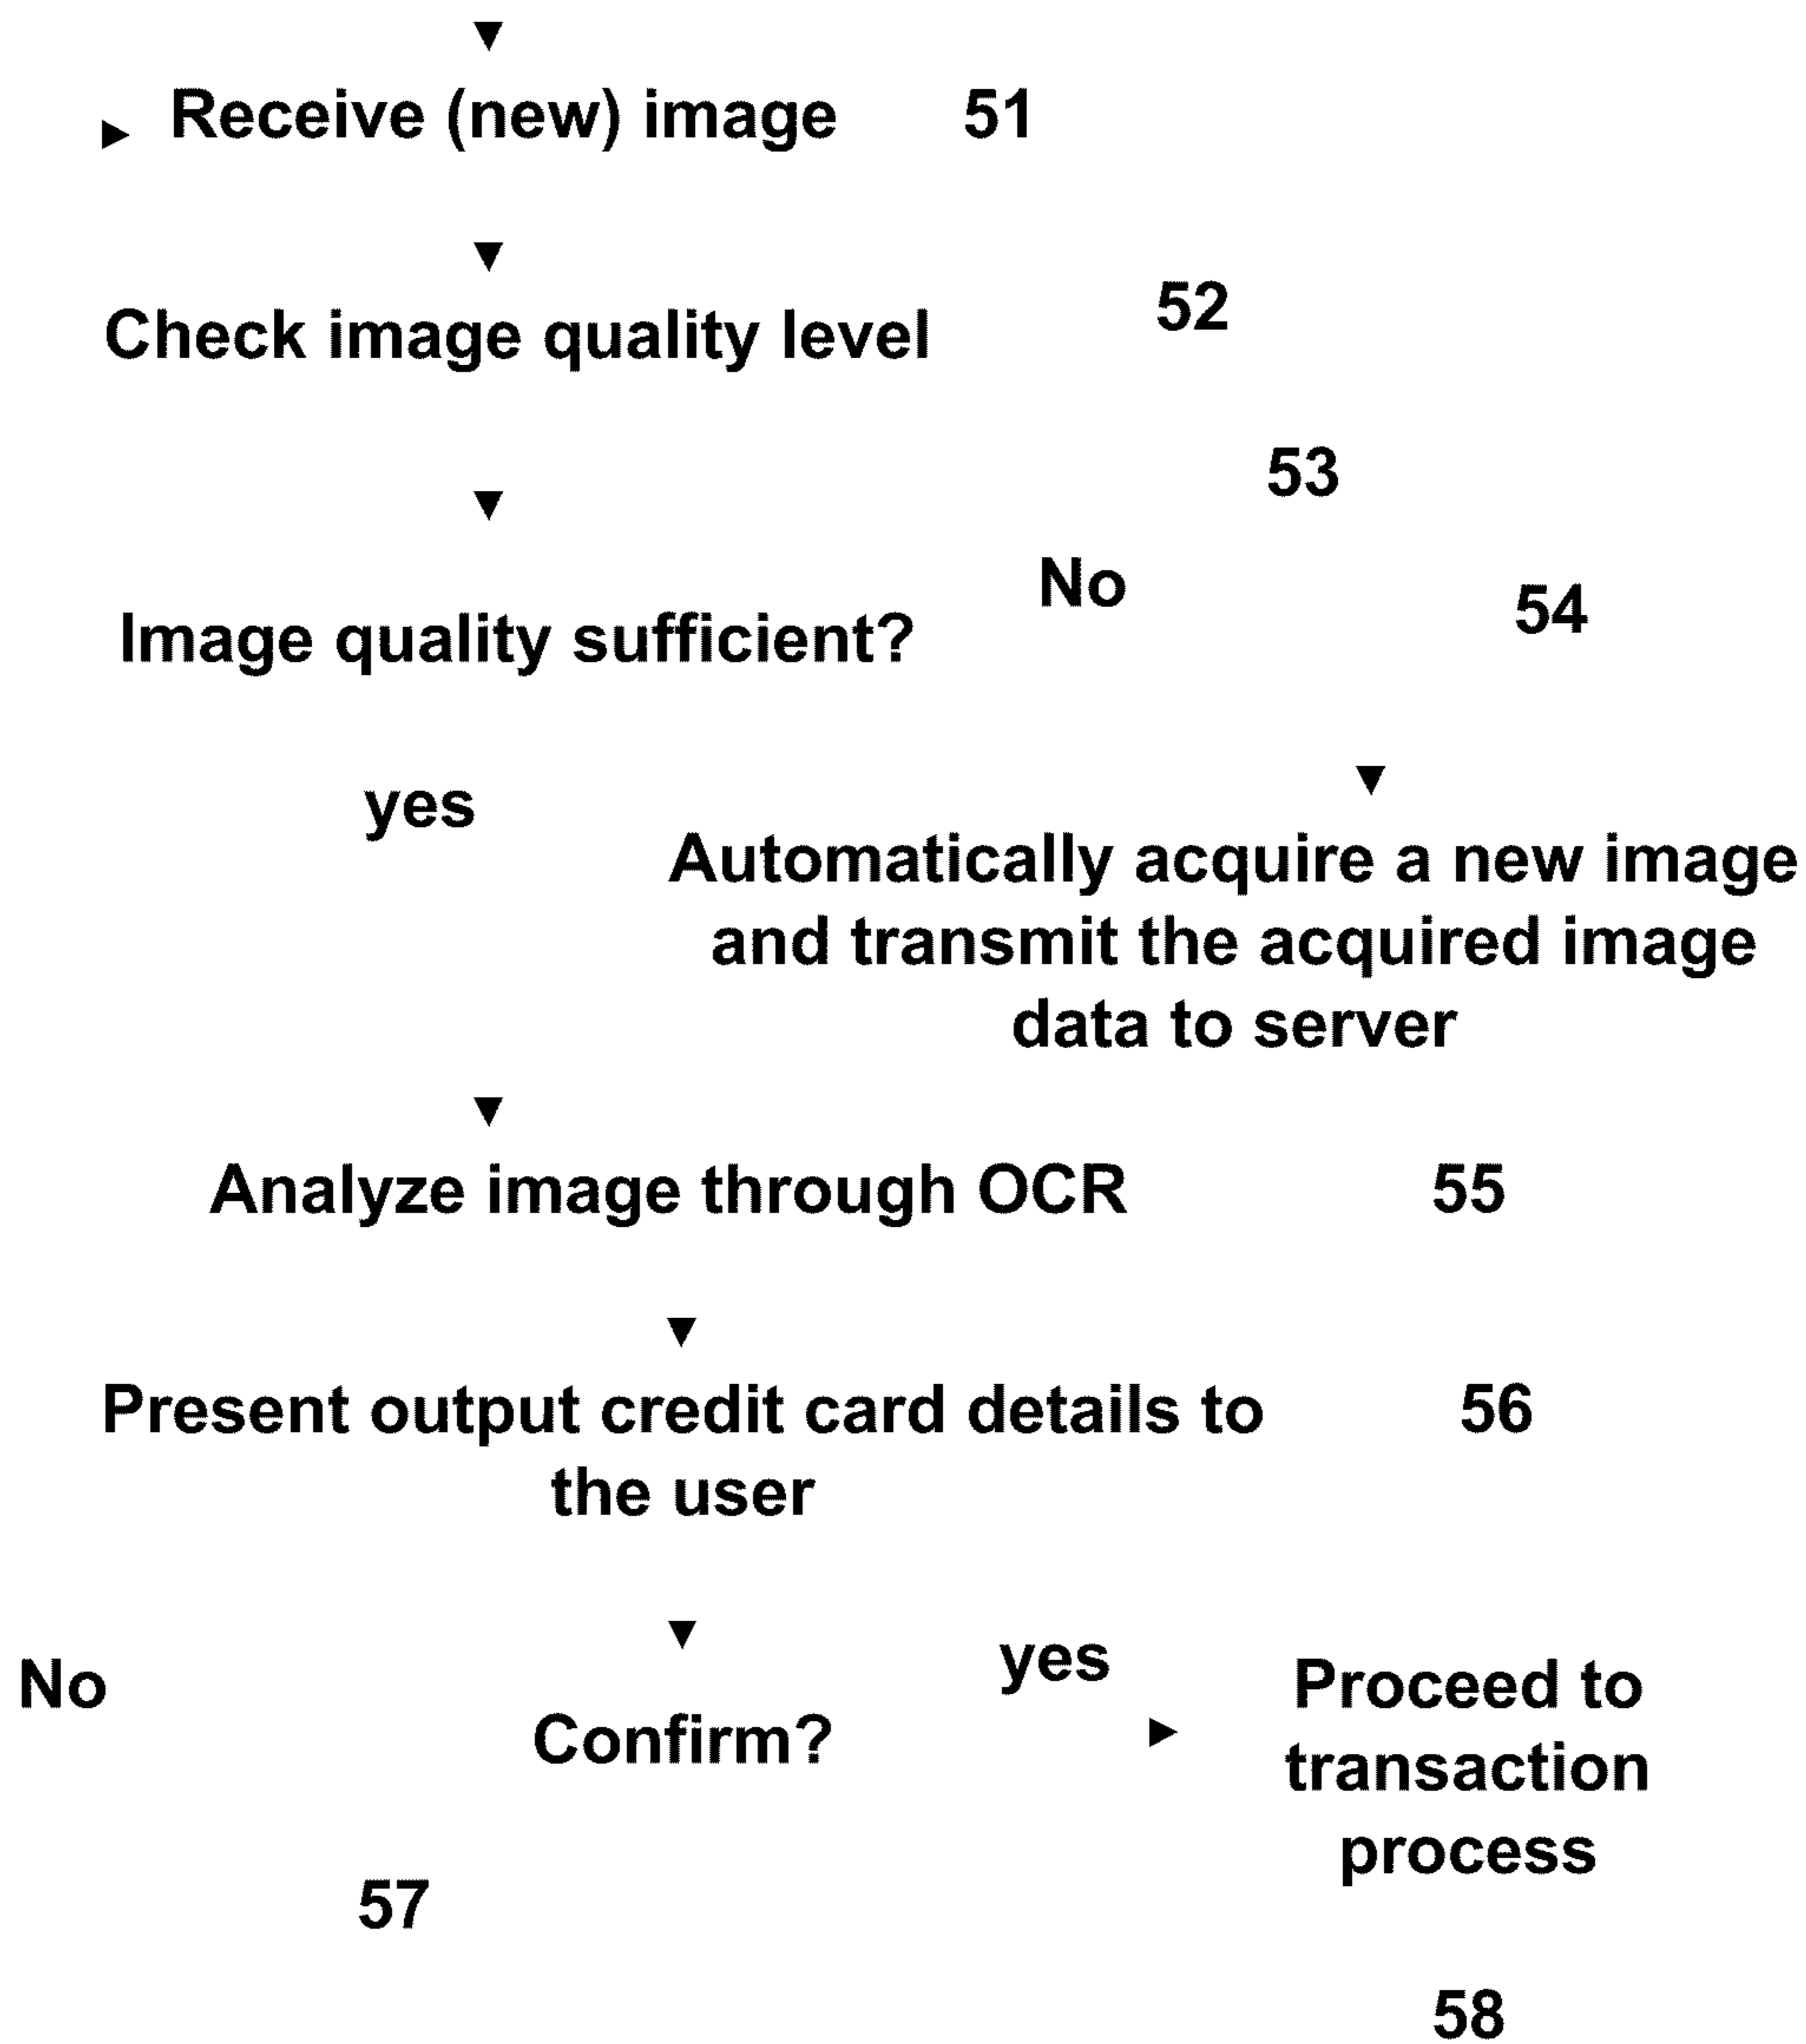 Receive (new) image 51
Check image quality level 52
53
Image quality sufficient? No
54
yes
Automatically acquire a new image
and transmit the acquired image
data to server
Analyze image through OCR 55
Present output credit card details to
the user
56
No
Confirm?
yes
Proceed to
transaction
process
57
58